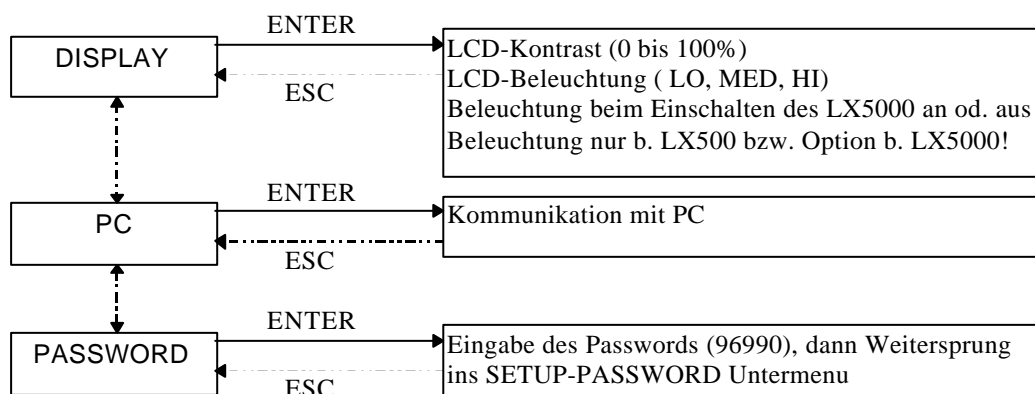 ENTER
DISPLAY
ESC
LCD-Kontrast (0 bis 100%)
LCD-Beleuchtung ( LO, MED, HI)
Beleuchtung beim Einschalten des LX5000 an od. aus
Beleuchtung nur b. LX500 bzw. Option b. LX5000!
ENTER
PC
ESC
Kommunikation mit PC
ENTER
PASSWORD
ESC
Eingabe des Passwords (96990), dann Weitersprung
ins SETUP-PASSWORD Untermenu